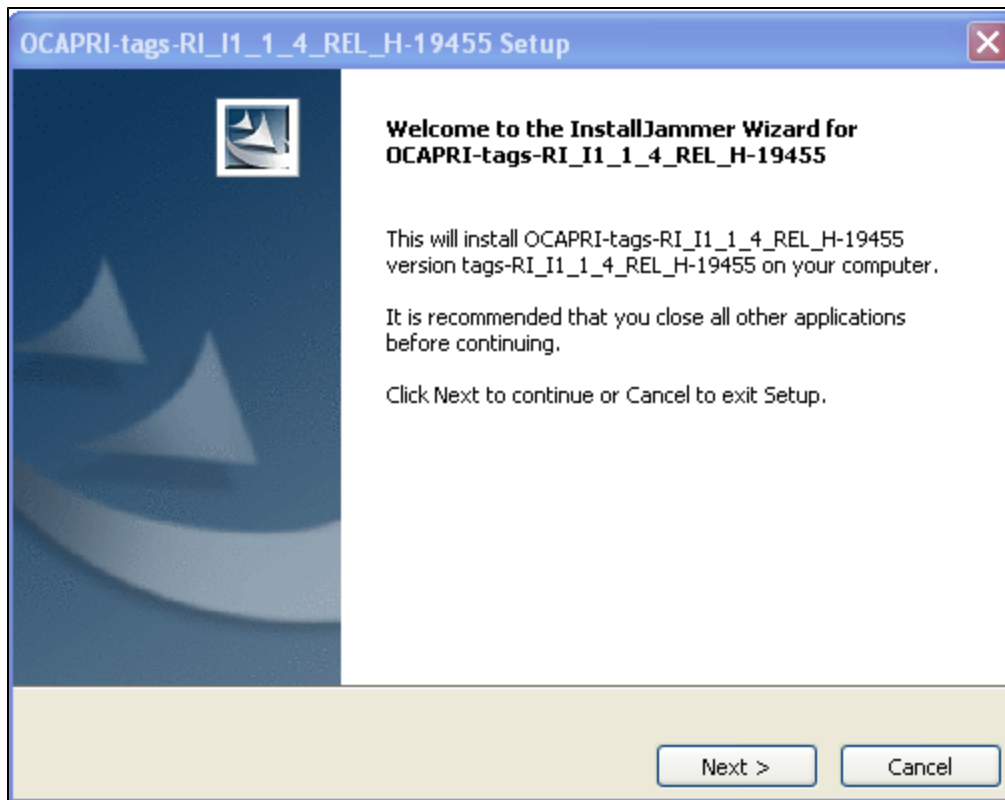 OCAPRI-tags-RI_I1_1_4_REL_H-19455 Setup
Welcome to the InstallJammer Wizard for
OCAPRI-tags-RI_I1_1_4_REL_H-19455
This will install OCAPRI-tags-RI_I1_1_4_REL_H-19455
version tags-RI_I1_1_4_REL_H-19455 on your computer.
It is recommended that you close all other applications
before continuing.
Click Next to continue or Cancel to exit Setup.
Next >
Cancel